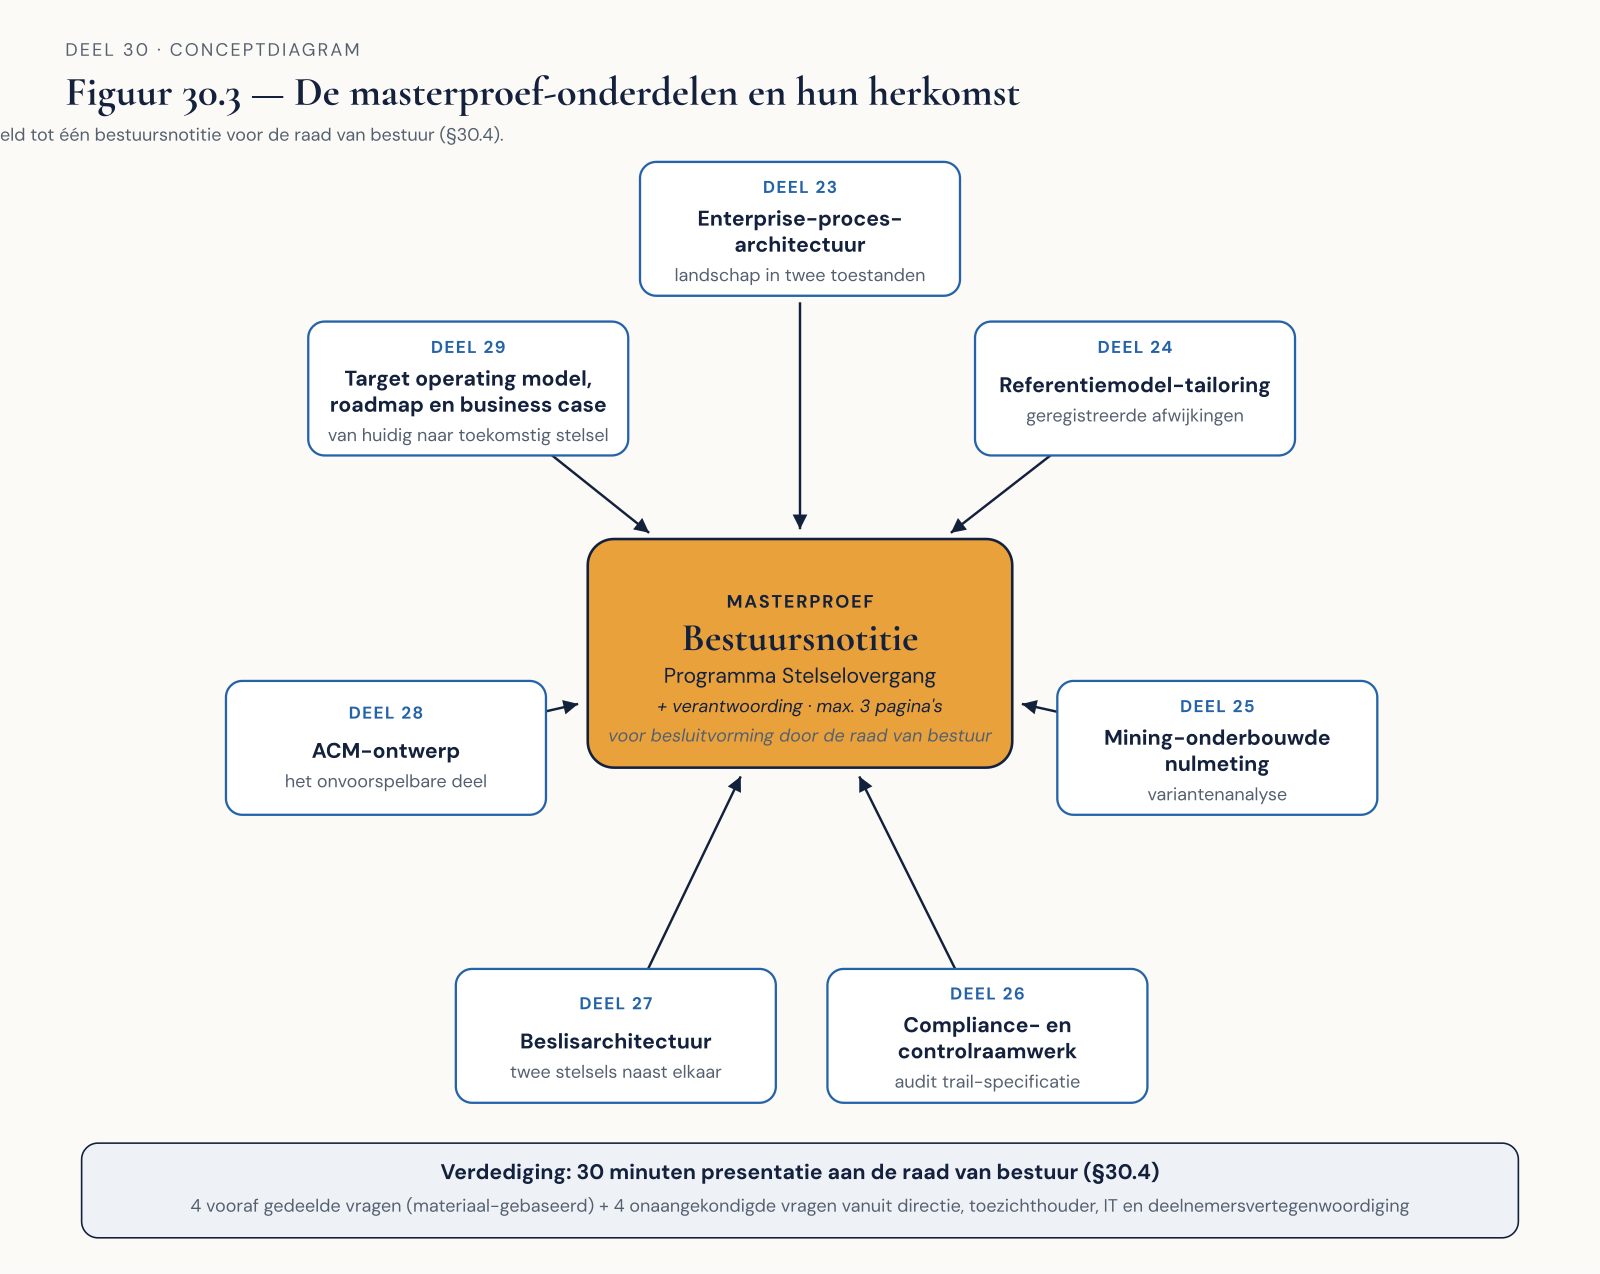 DEEL 30 · CONCEPTDIAGRAM
Figuur 30.3 — De masterproef-onderdelen en hun herkomst
eld tot één bestuursnotitie voor de raad van bestuur (§30.4).
DEEL 23
Enterprise-proces-
architectuur
landschap in twee toestanden
DEEL 29
Target operating model,
roadmap en business case
van huidig naar toekomstig stelsel
DEEL 24
Referentiemodel-tailoring
geregistreerde afwijkingen
MASTERPROEF
Bestuursnotitie
Programma Stelselovergang
+ verantwoording · max. 3 pagina's
voor besluitvorming door de raad van bestuur
DEEL 28
ACM-ontwerp
het onvoorspelbare deel
DEEL 25
Mining-onderbouwde
nulmeting
variantenanalyse
DEEL 27
Beslisarchitectuur
twee stelsels naast elkaar
DEEL 26
Compliance- en
controlraamwerk
audit trail-specificatie
Verdediging: 30 minuten presentatie aan de raad van bestuur (§30.4)
4 vooraf gedeelde vragen (materiaal-gebaseerd) + 4 onaangekondigde vragen vanuit directie, toezichthouder, IT en deelnemersvertegenwoordiging